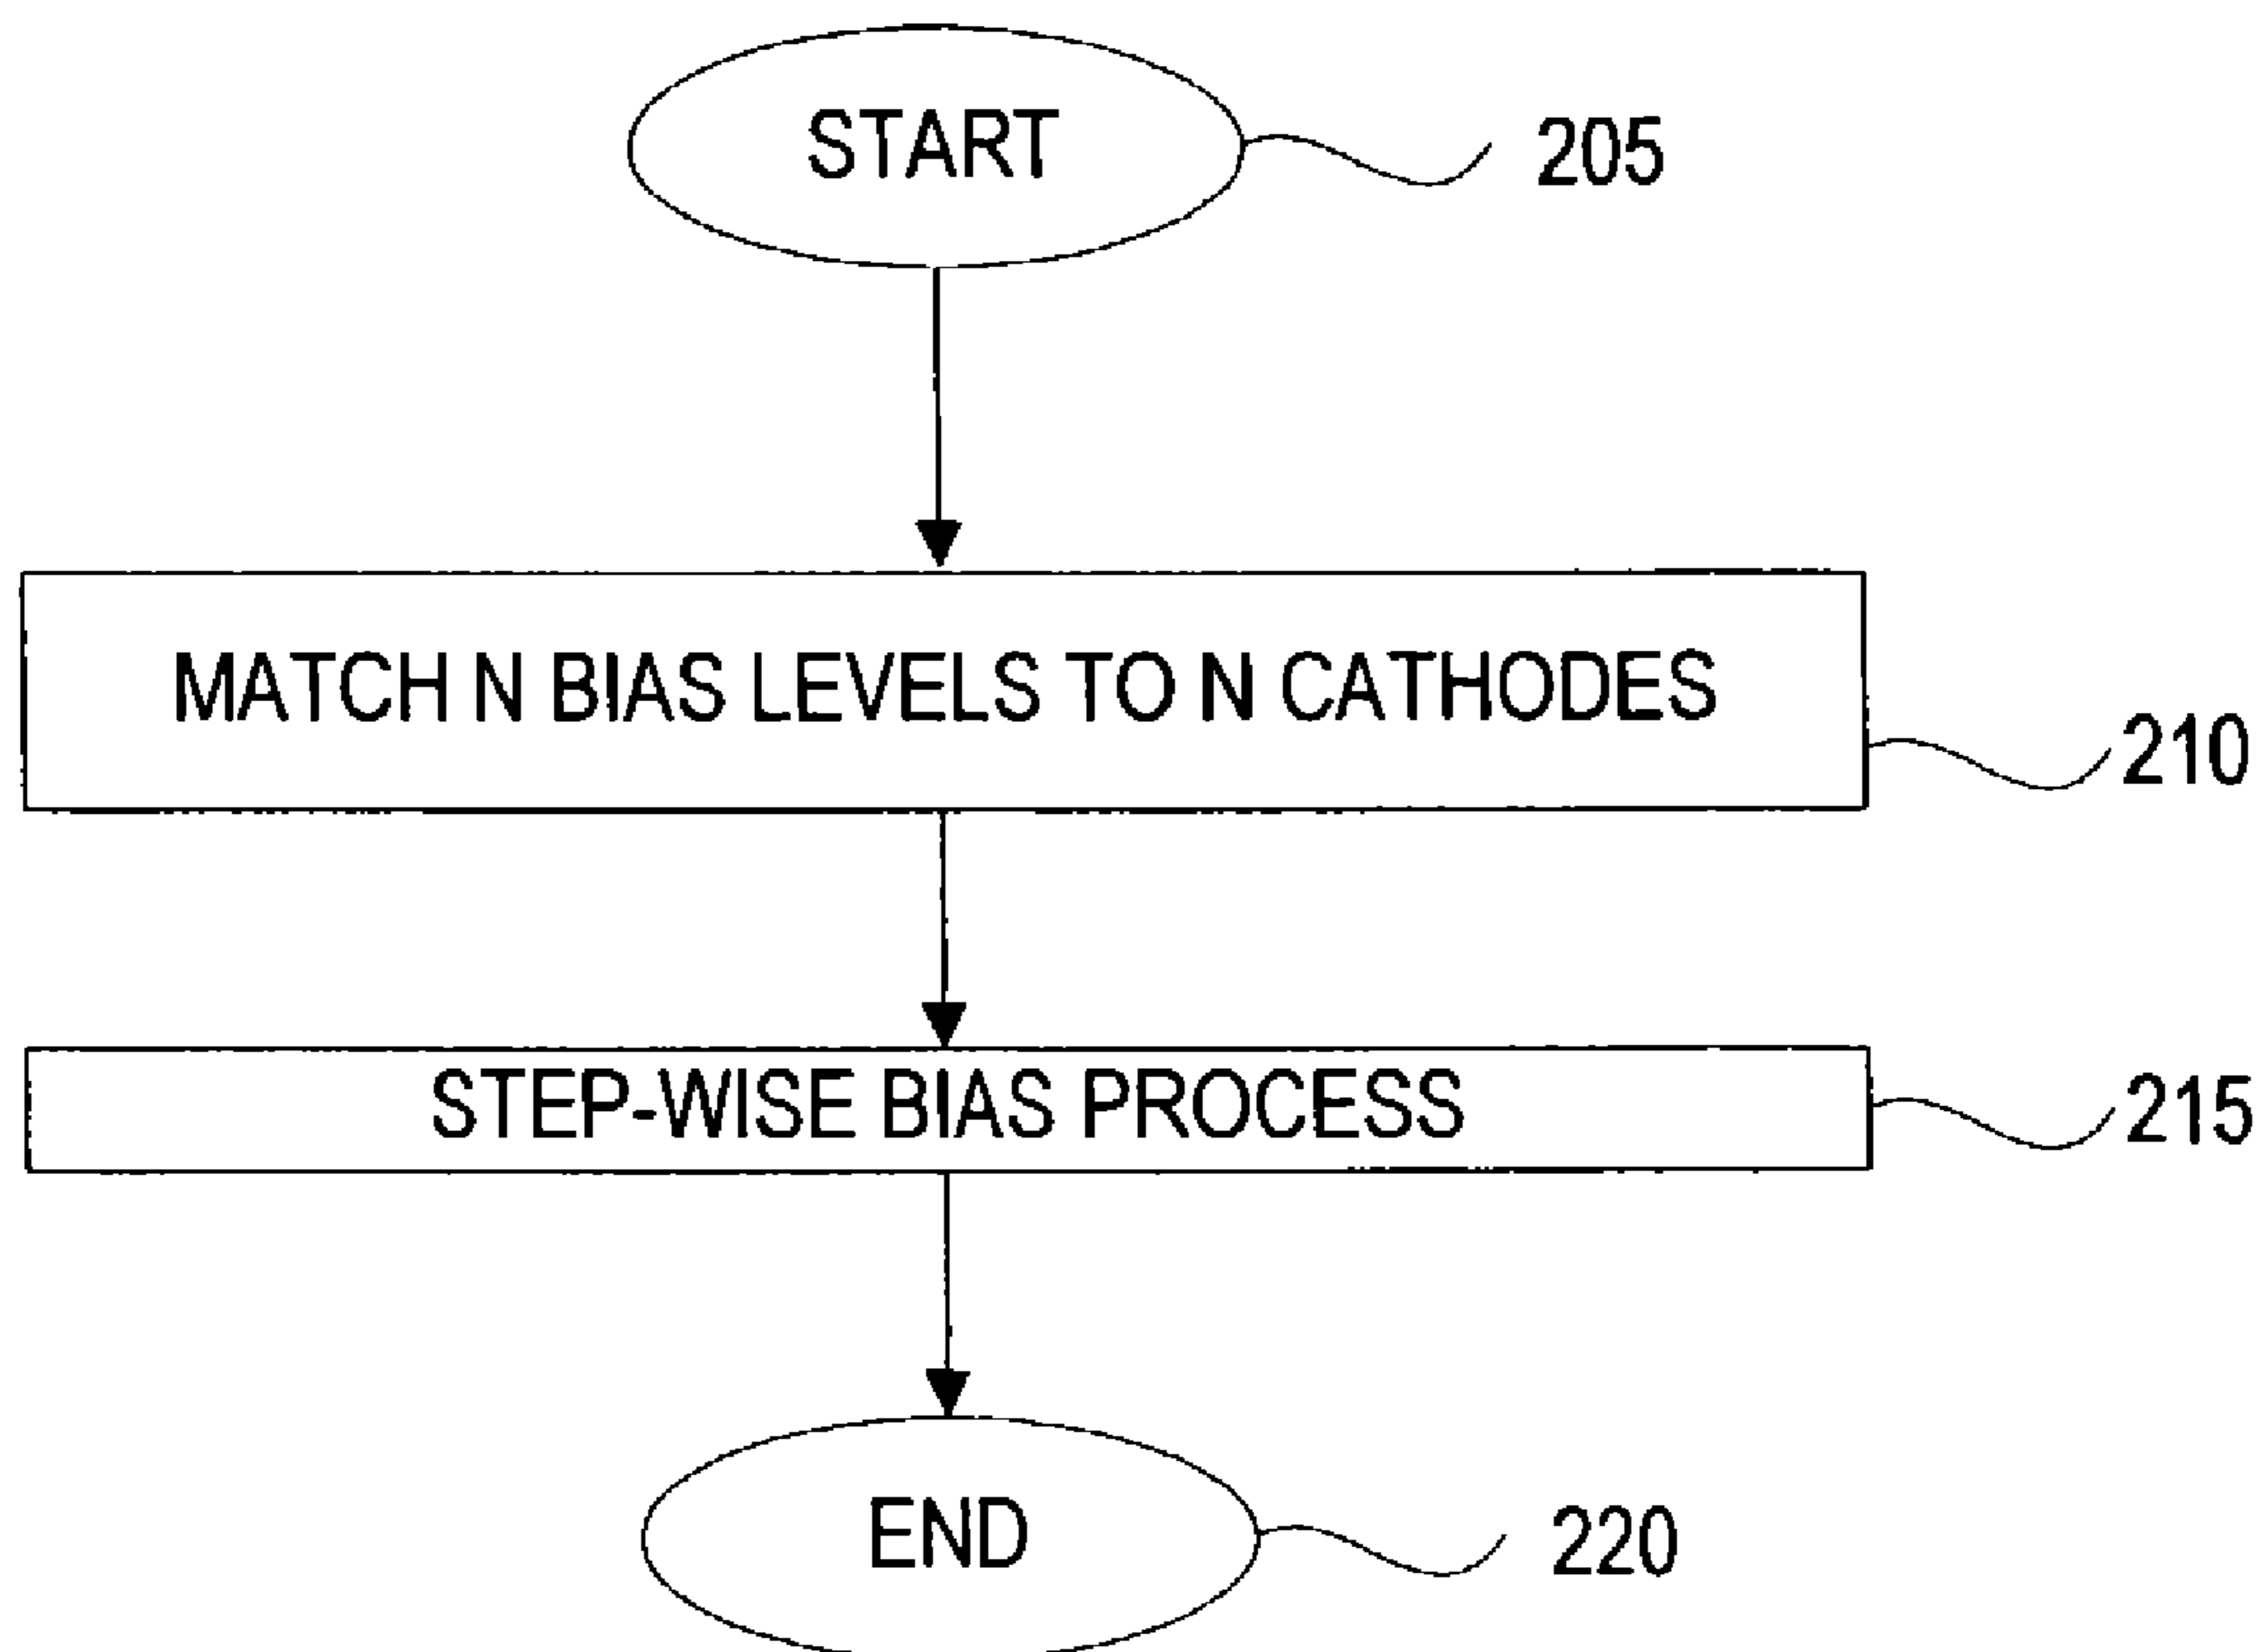 START
205
MATCH N BIAS LEVELS TO N CATHODES
210
STEP-WISE BIAS PROCESS
215
END
220